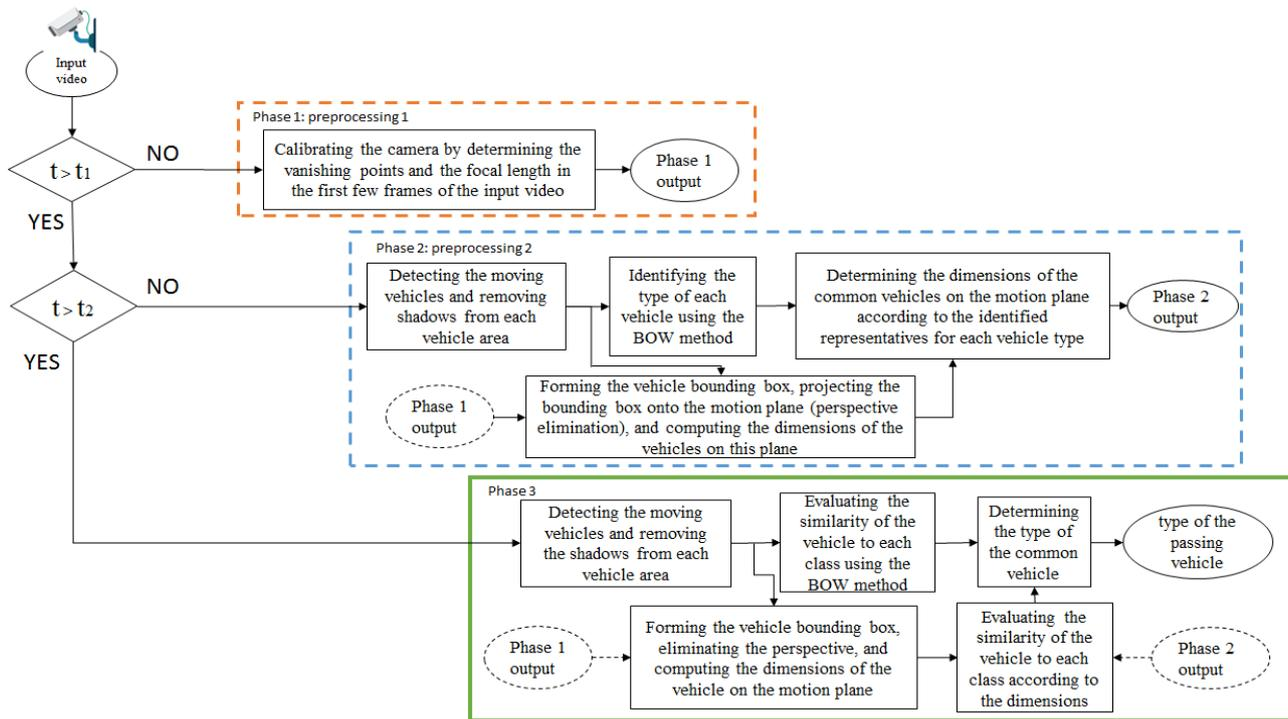 Input
video
t>t1
NO
YES
Phase 1: preprocessing 1
Calibrating the camera by determining the
vanishing points and the focal length in
the first few frames of the input video
Phase 1
output
t>t2
NO
YES
Phase 2: preprocessing 2
Detecting the moving
vehicles and removing
shadows from each
vehicle area
Identifying the
type of each
vehicle using the
BOW method
Determining the dimensions of the
common vehicles on the motion plane
according to the identified
representatives for each vehicle type
Phase 2
output
Phase 1
output
Forming the vehicle bounding box, projecting the
bounding box onto the motion plane (perspective
elimination), and computing the dimensions of the
vehicles on this plane
Phase 3
Detecting the moving
vehicles and removing
the shadows from each
vehicle area
Evaluating the
similarity of the
vehicle to each
class using the
BOW method
Determining
the type of
the common
vehicle
type of the
passing
vehicle
Phase 1
output
Forming the vehicle bounding box,
eliminating the perspective, and
computing the dimensions of the
vehicle on the motion plane
Evaluating the
similarity of the
vehicle to each
class according to
the dimensions
Phase 2
output